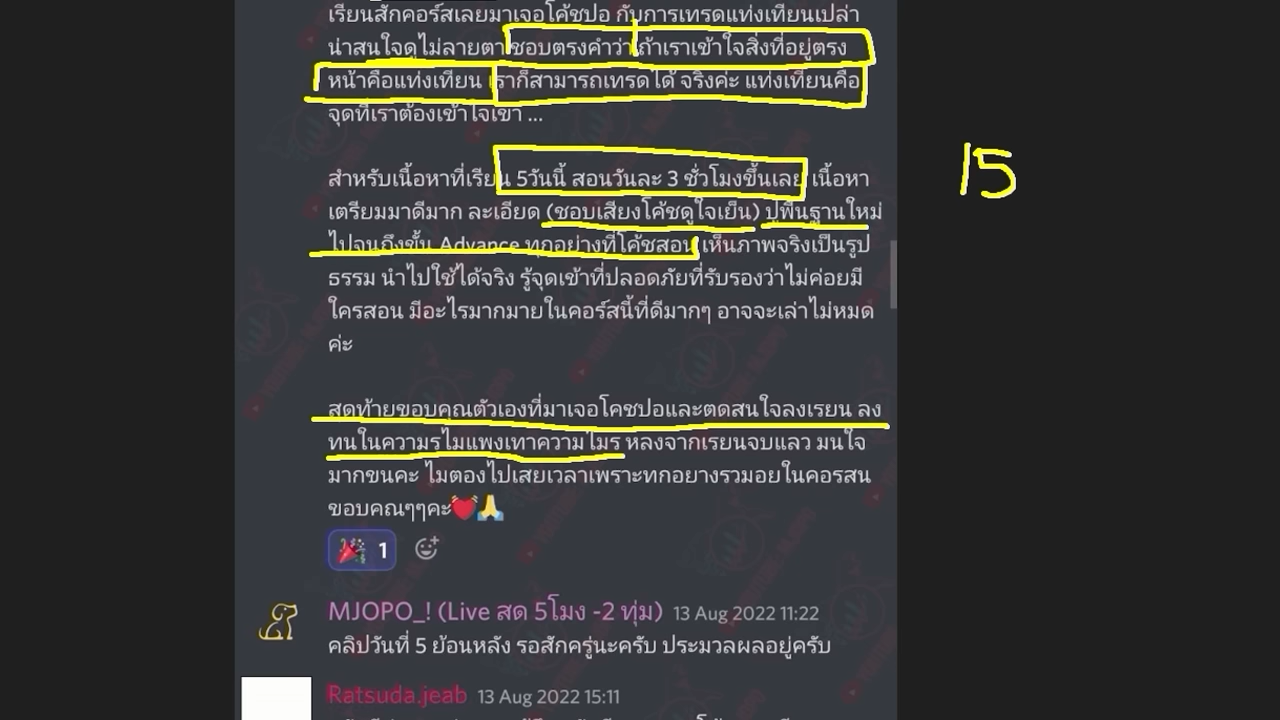 เรียนสักคอร์สเลยมาเจอโค้ชปอ กับการเทรดแท่งเทียนเปล่า
น่าสนใจดูไม่ลายตา ชอบตรงคำว่า ถ้าเราเข้าใจสิ่งที่อยู่ตรง
หน้าคือแท่งเทียน เราก็สามารถเทรดได้ จริงค่ะ แท่งเทียนคือ
จุดที่เราต้องเข้าใจเขา ...
15
สำหรับเนื้อหาที่เรียน 5วันนี้ สอนวันละ 3 ชั่วโมงขึ้นเลย เนื้อหา
เตรียมมาดีมาก ละเอียด (ชอบเสียงโค้ชดูใจเย็น) ปูพื้นฐานใหม่
ไปจนถึงขั้น Advance ทุกอย่างที่โค้ชสอน เห็นภาพจริงเป็นรูป
ธรรม นำไปใช้ได้จริง รู้จุดเข้าที่ปลอดภัยที่รับรองว่าไม่ค่อยมี
ใครสอน มีอะไรมากมายในคอร์สนี้ที่ดีมากๆ อาจจะเล่าไม่หมด
ค่ะ
สุดท้ายขอบคุณตัวเองที่มาเจอโค้ชปอและตัดสินใจลงเรียน ลง
ทุนในความรู้ไม่แพงเท่าความไม่รู้ หลังจากเรียนจบแล้ว มั่นใจ
มากขึ้นค่ะ ไม่ต้องไปเสียเวลาเพราะทุกอย่างรวมอยู่ในคอร์สนี้
ขอบคุณๆๆค่ะ💓🙏
🎉 1
MJOPO_! (Live สด 5โมง -2 ทุ่ม) 13 Aug 2022 11:22
คลิปวันที่ 5 ย้อนหลัง รอสักครู่นะครับ ประมวลผลอยู่ครับ
Ratsuda.jeab 13 Aug 2022 15:11